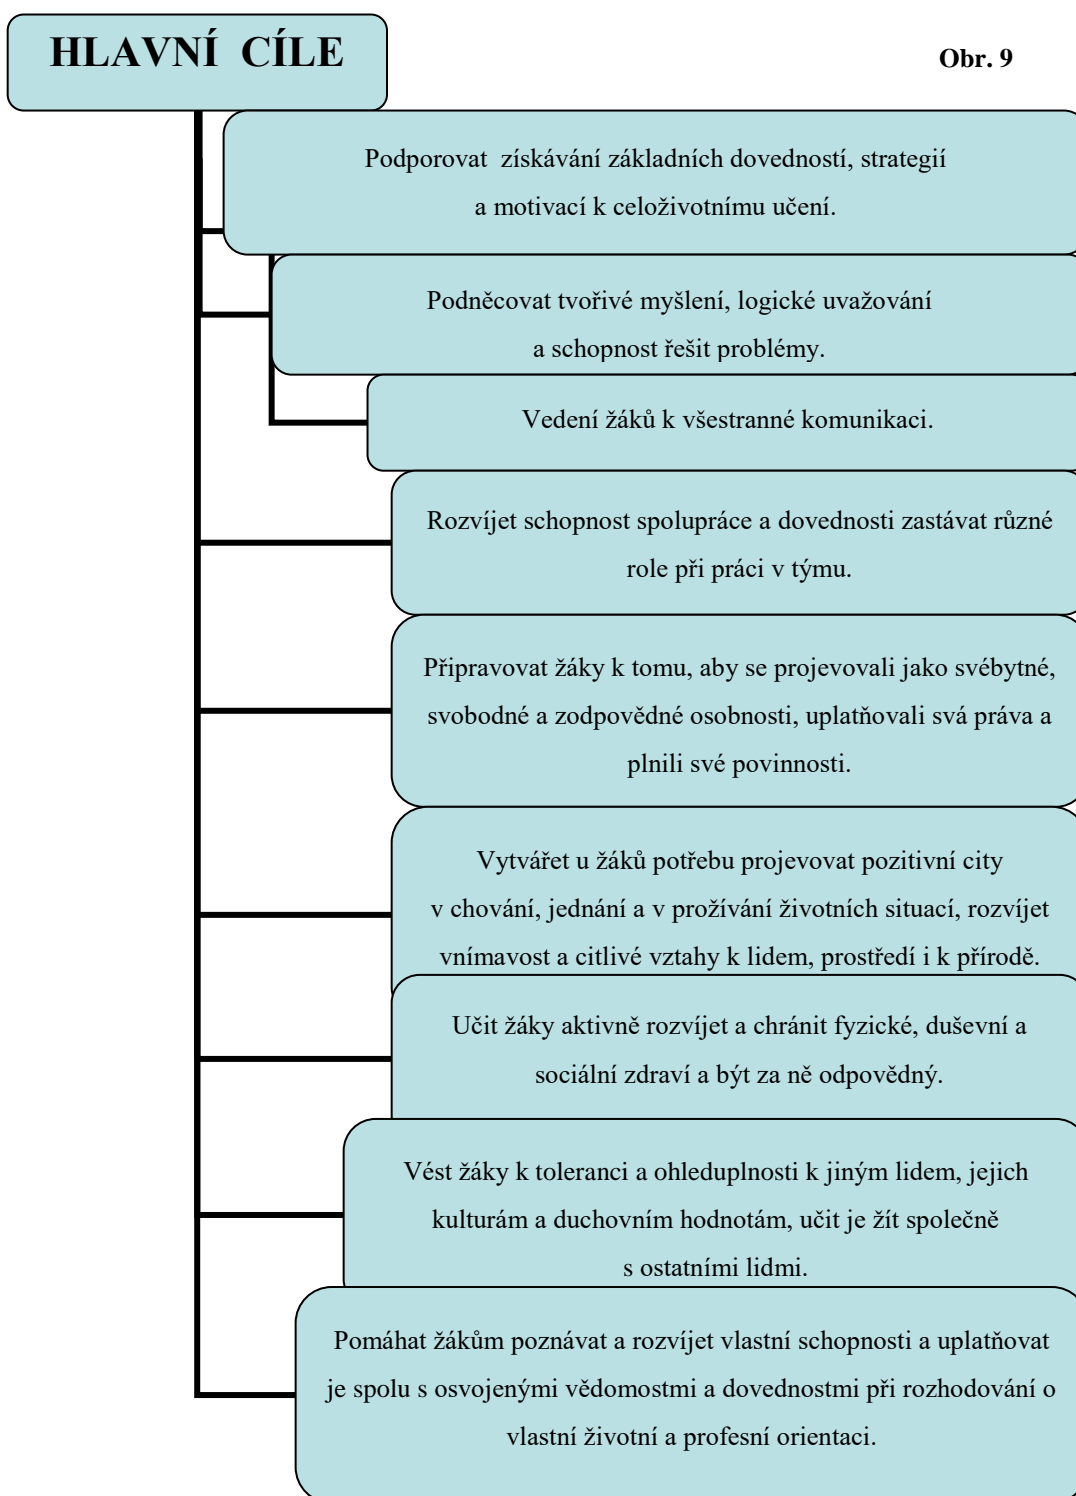 HLAVNÍ CÍLE
Obr. 9
Podporovat získávání základních dovedností, strategií
a motivací k celoživotnímu učení.
Podněcovat tvořivé myšlení, logické uvažování
a schopnost řešit problémy.
Vedení žáků k všestranné komunikaci.
Rozvíjet schopnost spolupráce a dovednosti zastávat různé
role při práci v týmu.
Připravovat žáky k tomu, aby se projevovali jako svébytné,
svobodné a zodpovědné osobnosti, uplatňovali svá práva a
plnili své povinnosti.
Vytvářet u žáků potřebu projevovat pozitivní city
v chování, jednání a v prožívání životních situací, rozvíjet
vnímavost a citlivé vztahy k lidem, prostředí i k přírodě.
Učit žáky aktivně rozvíjet a chránit fyzické, duševní a
sociální zdraví a být za ně odpovědný.
Vést žáky k toleranci a ohleduplnosti k jiným lidem, jejich
kulturám a duchovním hodnotám, učit je žít společně
s ostatními lidmi.
Pomáhat žákům poznávat a rozvíjet vlastní schopnosti a uplatňovat
je spolu s osvojenými vědomostmi a dovednostmi při rozhodování o
vlastní životní a profesní orientaci.